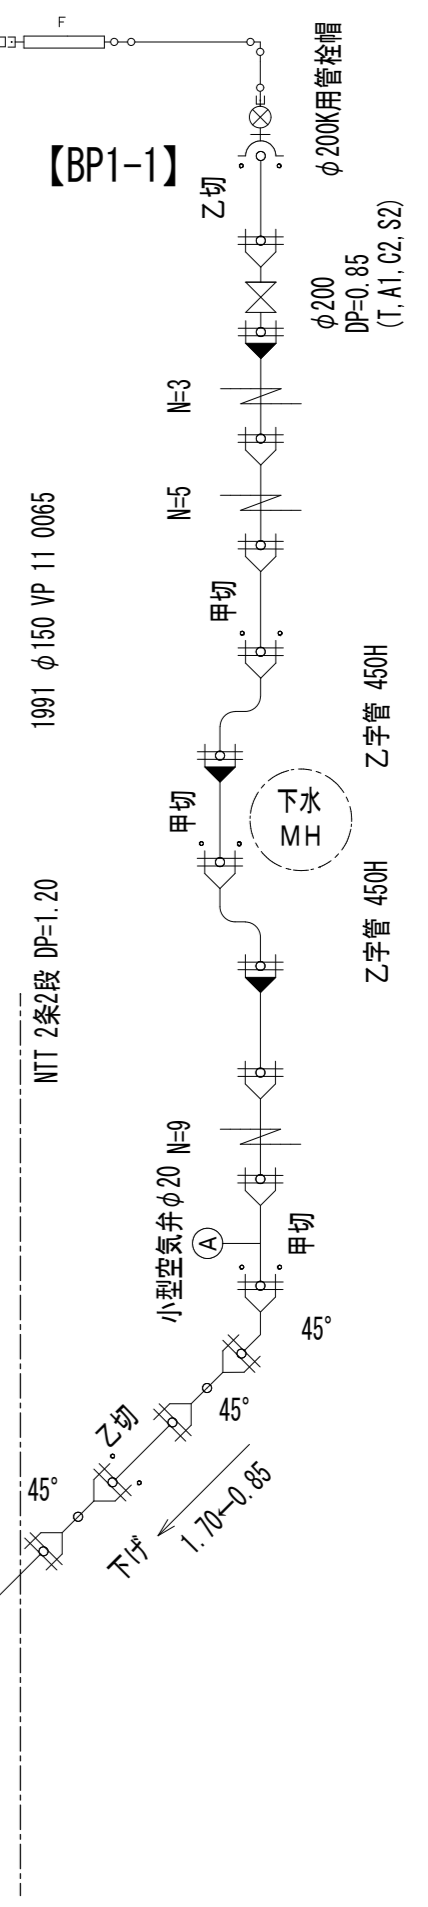 F
φ200K用管栓帽
【BP1-1】
乙切
φ200
DP=0.85
(T,A1,C2,S2)
N=3
N=5
1991 φ150 VP 11 0065
甲切
乙字管 450H
甲切
下水
MH
乙字管 450H
NTT 2条2段 DP=1.20
N=9
小型空気弁φ20
A
甲切
45°
45°
乙切
45°
1.70←0.85
下げ